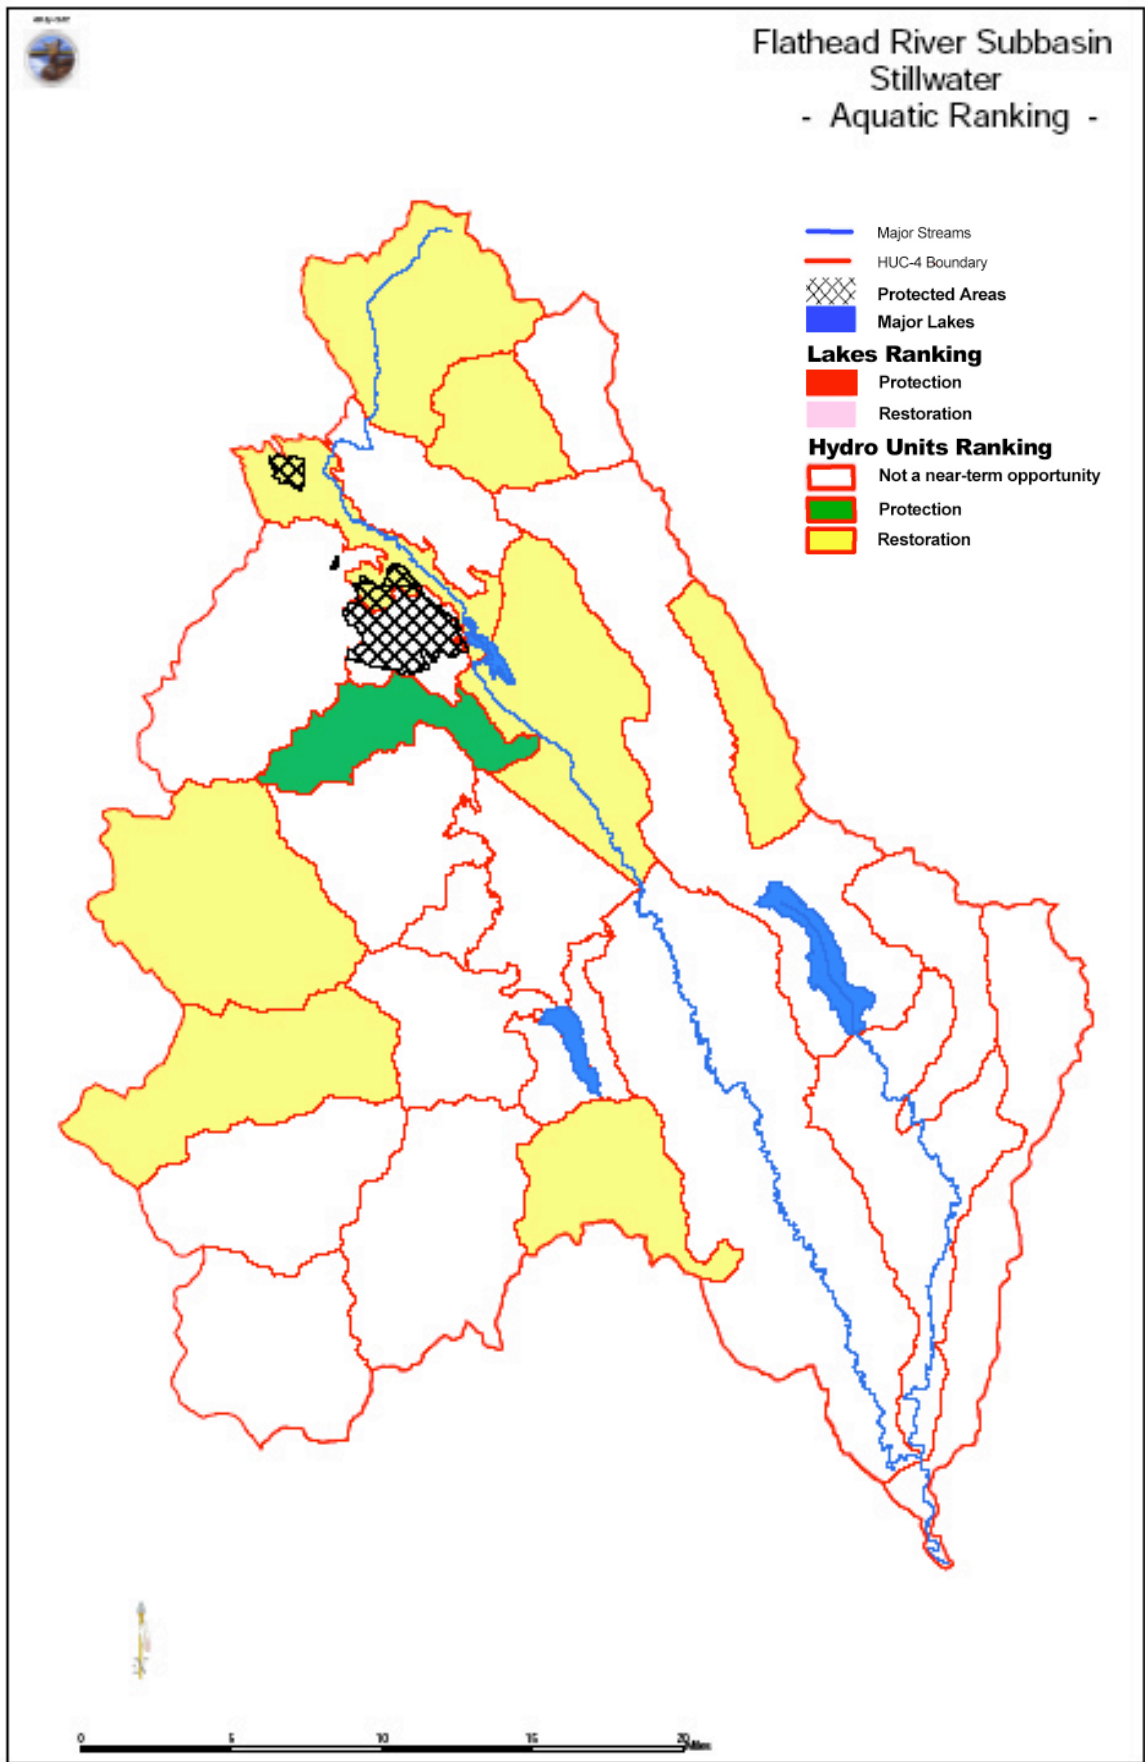 Flathead River Subbasin
Stillwater
- Aquatic Ranking -
Major Streams
HUC-4 Boundary
Protected Areas
Major Lakes
Lakes Ranking
Protection
Restoration
Hydro Units Ranking
Not a near-term opportunity
Protection
Restoration
0 5 10 15 20 Miles